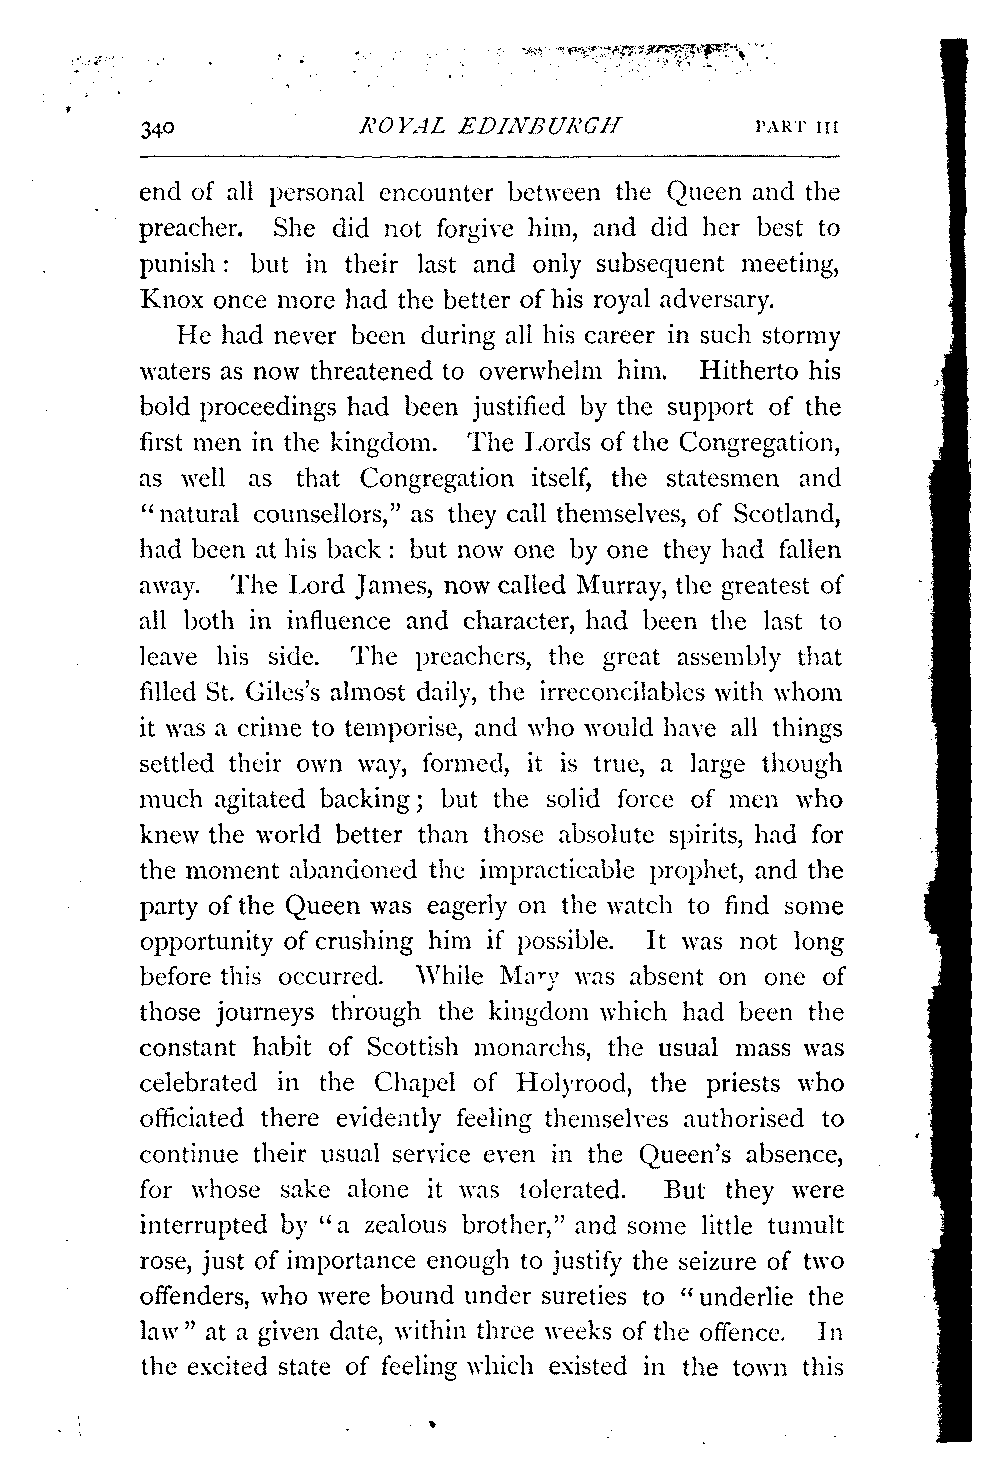 340 ROYAL EDINBURGH PART III
end of all personal encounter between the Queen and the
preacher. She did not forgive him, and did her best to
punish: but in their last and only subsequent meeting,
Knox once more had the better of his royal adversary.
He had never been during all his career in such stormy
waters as now threatened to overwhelm him. Hitherto his
bold proceedings had been justified by the support of the
first men in the kingdom. The Lords of the Congregation,
as well as that Congregation itself, the statesmen and
“natural counsellors,” as they call themselves, of Scotland,
had been at his back: but now one by one they had fallen
away. The Lord James, now called Murray, the greatest of
all both in influence and character, had been the last to
leave his side. The preachers, the great assembly that
filled St. Giles's almost daily, the irreconcilables with whom
it was a crime to temporise, and who would have all things
settled their own way, formed, it is true, a large though
much agitated backing; but the solid force of men who
knew the world better than those absolute spirits, had for
the moment abandoned the impracticable prophet, and the
party of the Queen was eagerly on the watch to find some
opportunity of crushing him if possible. It was not long
before this occurred. While Mary was absent on one of
those journeys through the kingdom which had been the
constant habit of Scottish monarchs, the usual mass was
celebrated in the Chapel of Holyrood, the priests who
officiated there evidently feeling themselves authorised to
continue their usual service even in the Queen's absence,
for whose sake alone it was tolerated. But they were
interrupted by “a zealous brother,” and some little tumult
rose, just of importance enough to justify the seizure of two
offenders, who were bound under sureties to “underlie the
law” at a given date, within three weeks of the offence. In
the excited state of feeling which existed in the town this